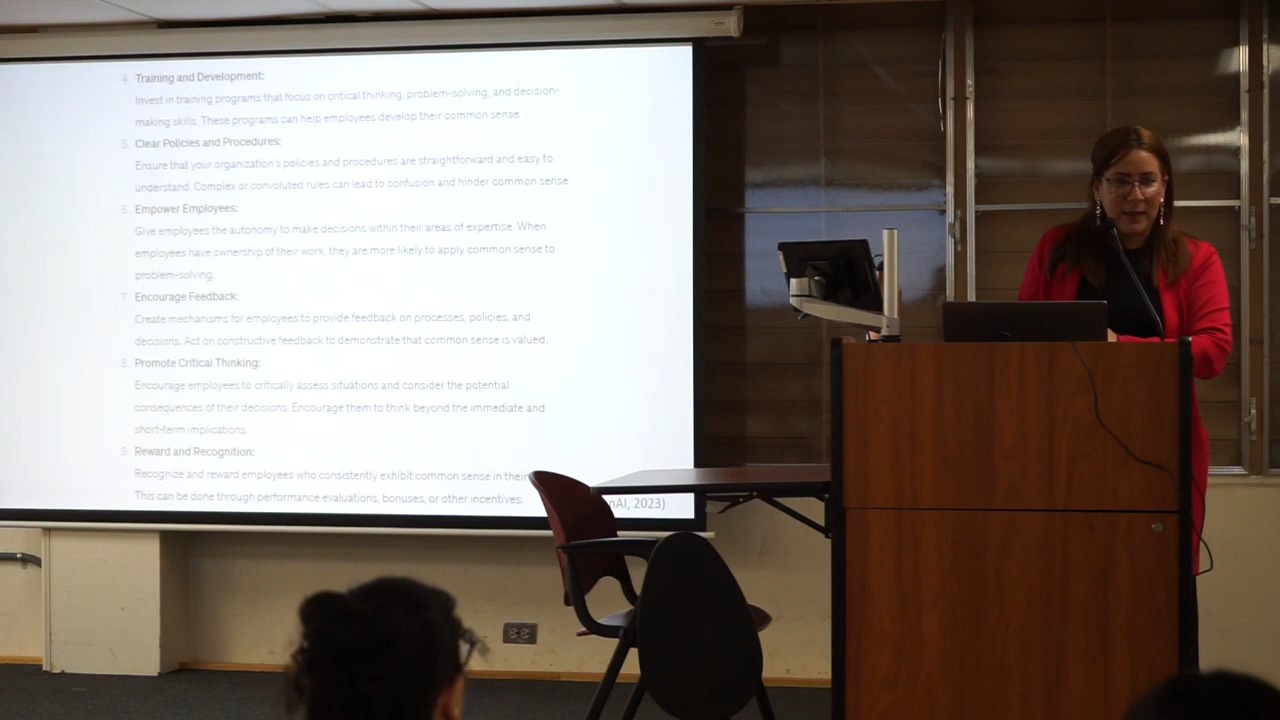 4. Training and Development:
Invest in training programs that focus on critical thinking, problem-solving, and decision-
making skills. These programs can help employees develop their common sense.
5. Clear Policies and Procedures:
Ensure that your organization's policies and procedures are straightforward and easy to
understand. Complex or convoluted rules can lead to confusion and hinder common sense
6. Empower Employees:
Give employees the autonomy to make decisions within their areas of expertise. When
employees have ownership of their work, they are more likely to apply common sense to
problem-solving.
7. Encourage Feedback:
Create mechanisms for employees to provide feedback on processes, policies, and
decisions. Act on constructive feedback to demonstrate that common sense is valued.
8. Promote Critical Thinking:
Encourage employees to critically assess situations and consider the potential
consequences of their decisions. Encourage them to think beyond the immediate and
short-term implications.
9. Reward and Recognition:
Recognize and reward employees who consistently exhibit common sense in their
This can be done through performance evaluations, bonuses, or other incentives.
nAI, 2023)